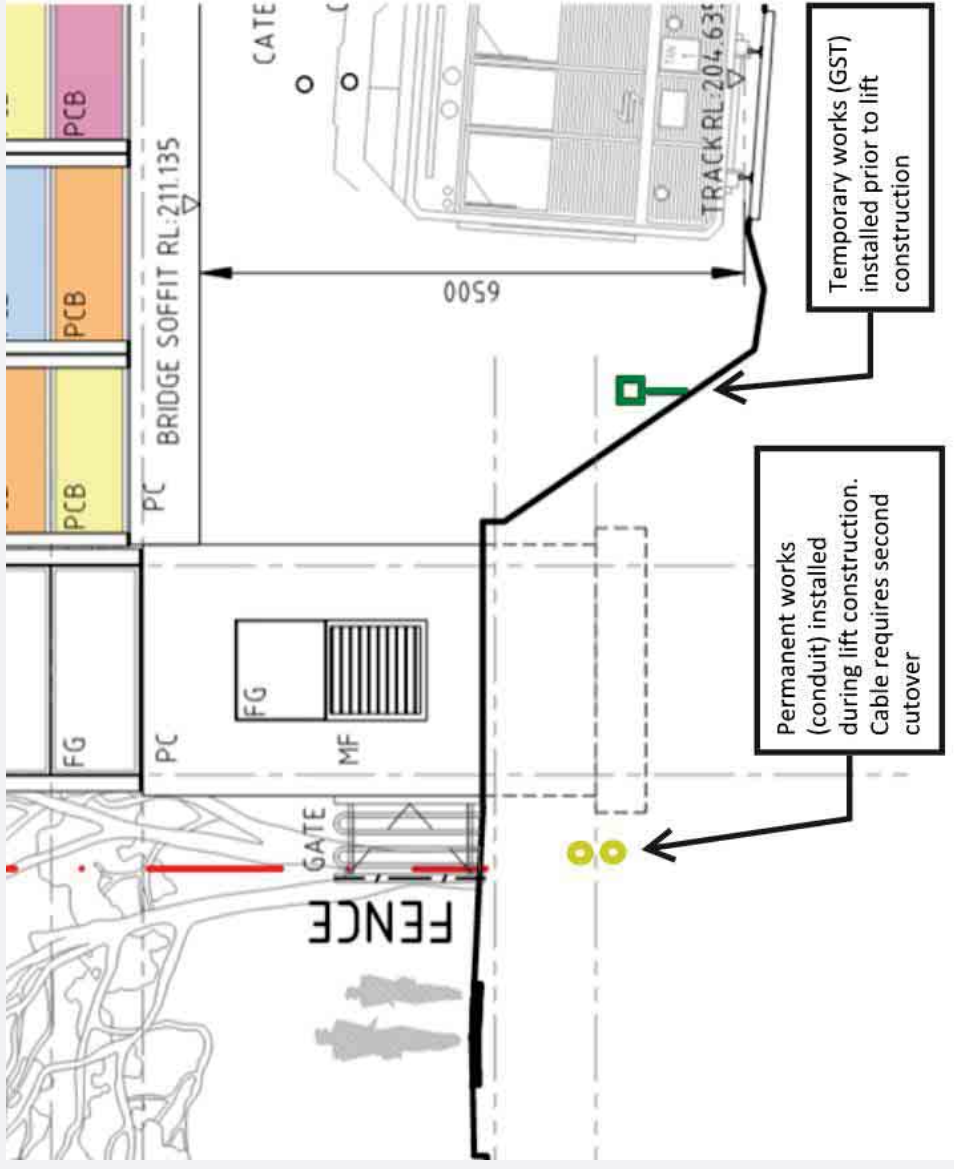 CATE
C
PCB
PCB
PCB
PC
BRIDGE SOFFIT RL:211.135
6500
TRACK RL:204.635
FG
PC
FG
MF
GATE
FENCE
Temporary works (GST)
installed prior to lift
construction
Permanent works
(conduit) installed
during lift construction.
Cable requires second
cutover